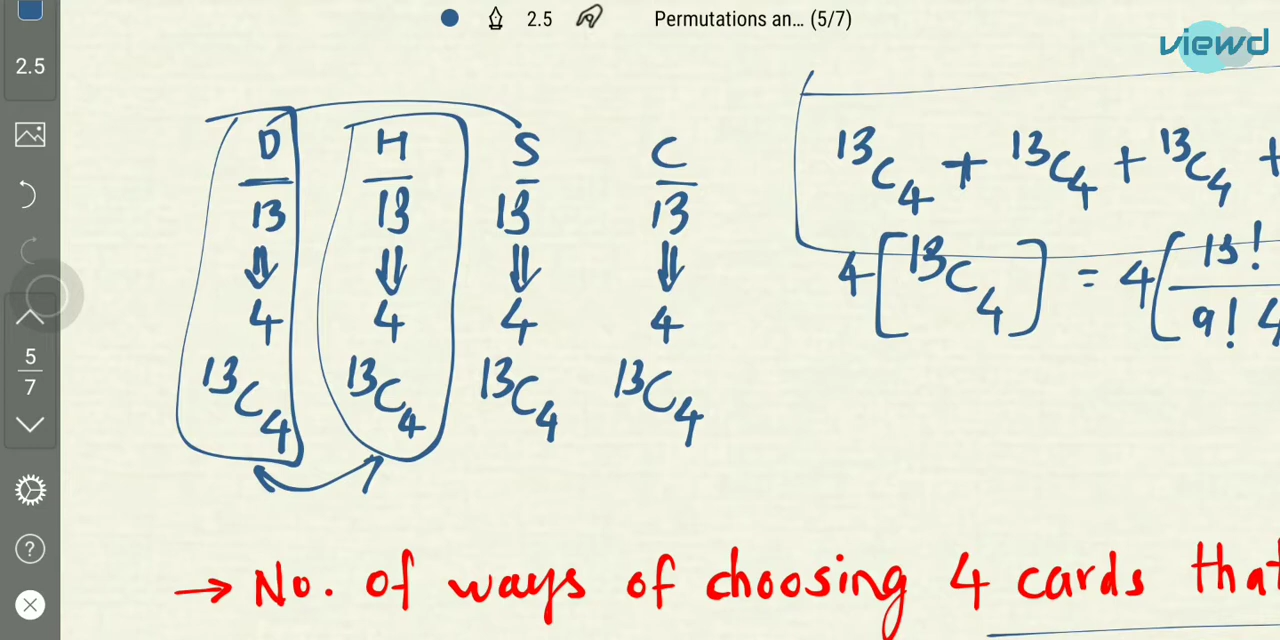 2.5 Permutations an... (5/7)
viewd
2.5
5
7
D H S C
13 13 13 13
⇓ ⇓ ⇓ ⇓
4 4 4 4
¹³C₄ ¹³C₄ ¹³C₄ ¹³C₄
¹³C₄ + ¹³C₄ + ¹³C₄ +
4[¹³C₄] = 4[13!/9! 4
→ No. of ways of choosing 4 cards that